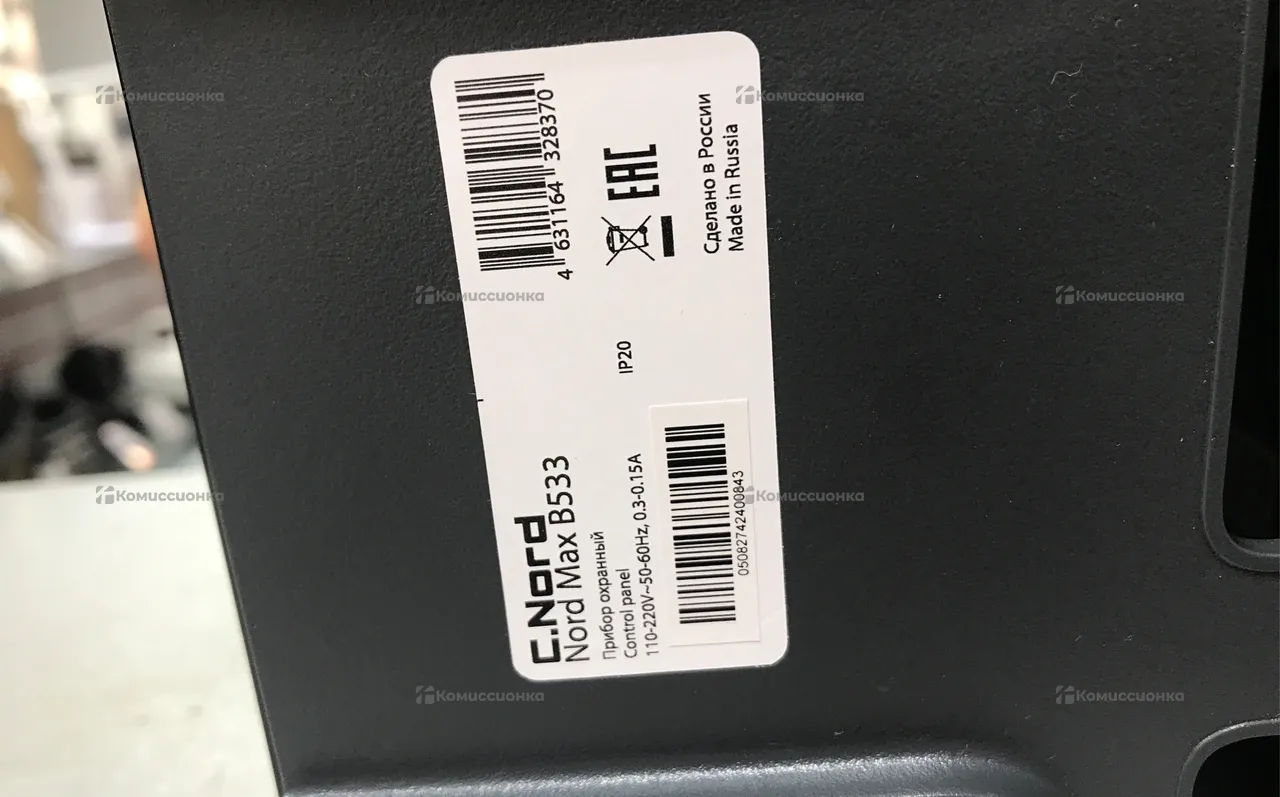 C.Nord
Nord Max B533
Прибор охранный
Control panel
110-220V~50-60Hz, 0.3-0.15A
IP20
05082742400843
4 631164 328370
EAC
Сделано в России
Made in Russia
Комиссионка
Комиссионка
Комиссионка
Комиссионка
Комиссионка
Комиссионка
Комиссионка
Комиссионка